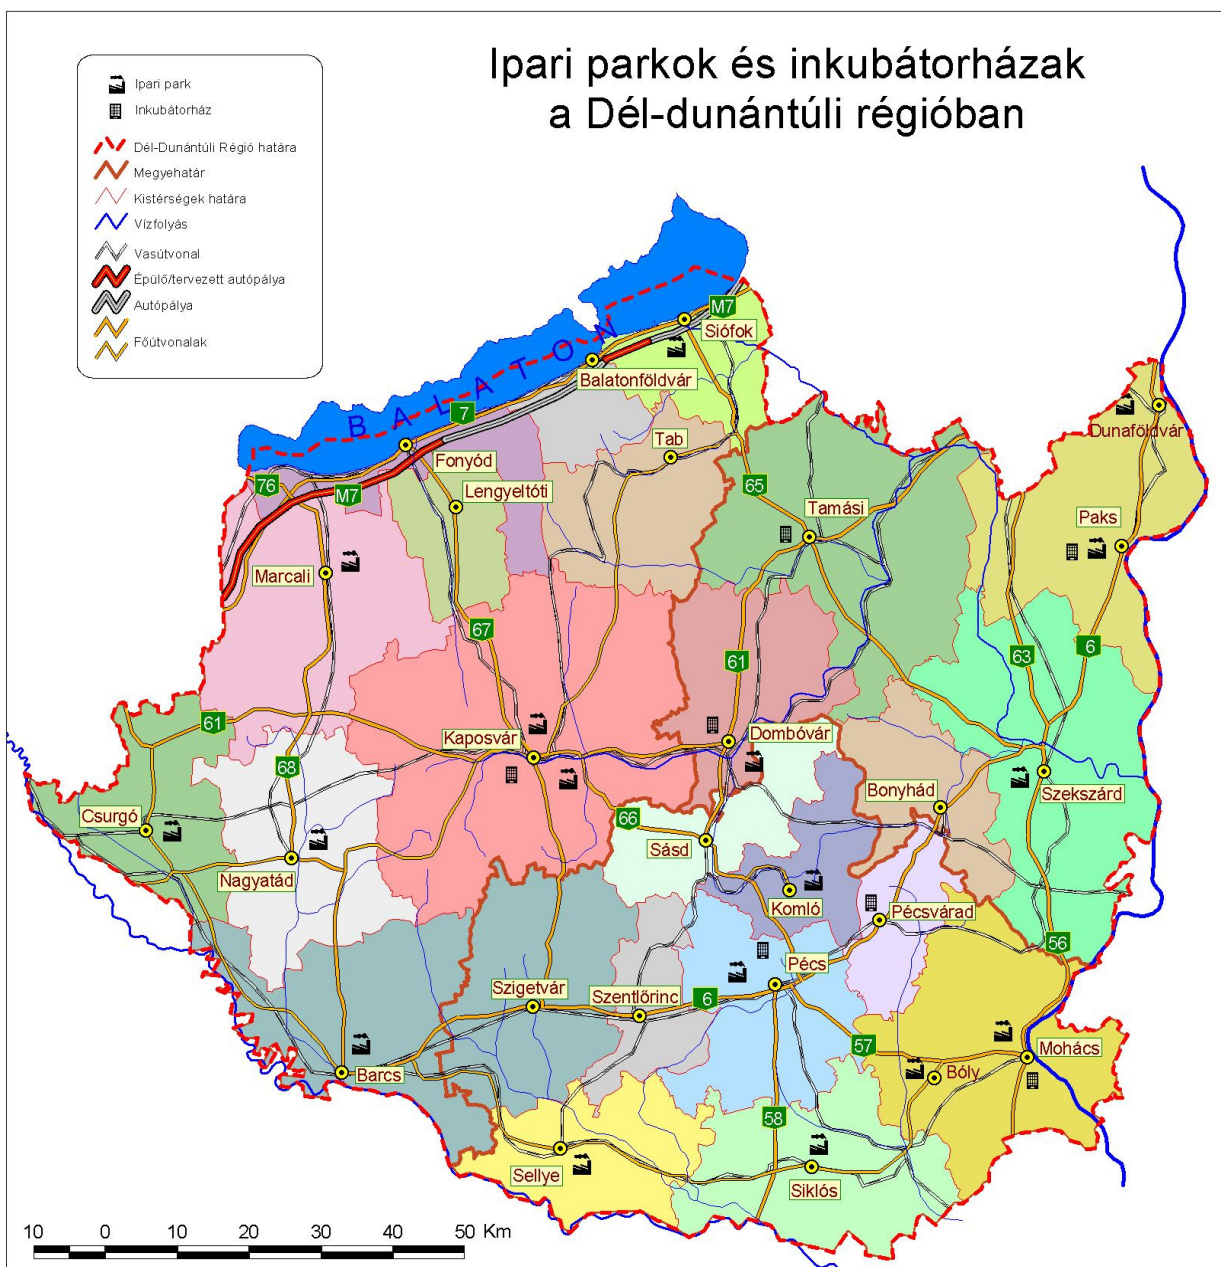 Ipari parkok és inkubátorházak
a Dél-dunántúli régióban
Ipari park
Inkubátorház
Dél-Dunántúli Régió határa
Megyehatár
Kistérségek határa
Vízfolyás
Vasútvonal
Épülő/tervezett autópálya
Autópálya
Főútvonalak
BALATON
M7
Siófok
Balatonföldvár
7
Tab
Dunaföldvár
Fonyód
76
M7
Lengyeltóti
65
Tamási
Paks
Marcali
67
61
63
6
61
Kaposvár
Dombóvár
68
Szekszárd
Csurgó
66
Bonyhád
Sásd
Nagyatád
Komló
Pécsvárad
56
Pécs
Szigetvár
Szentlőrinc
6
57
Mohács
Barcs
Bóly
58
Sellye
Siklós
10 0 10 20 30 40 50 Km